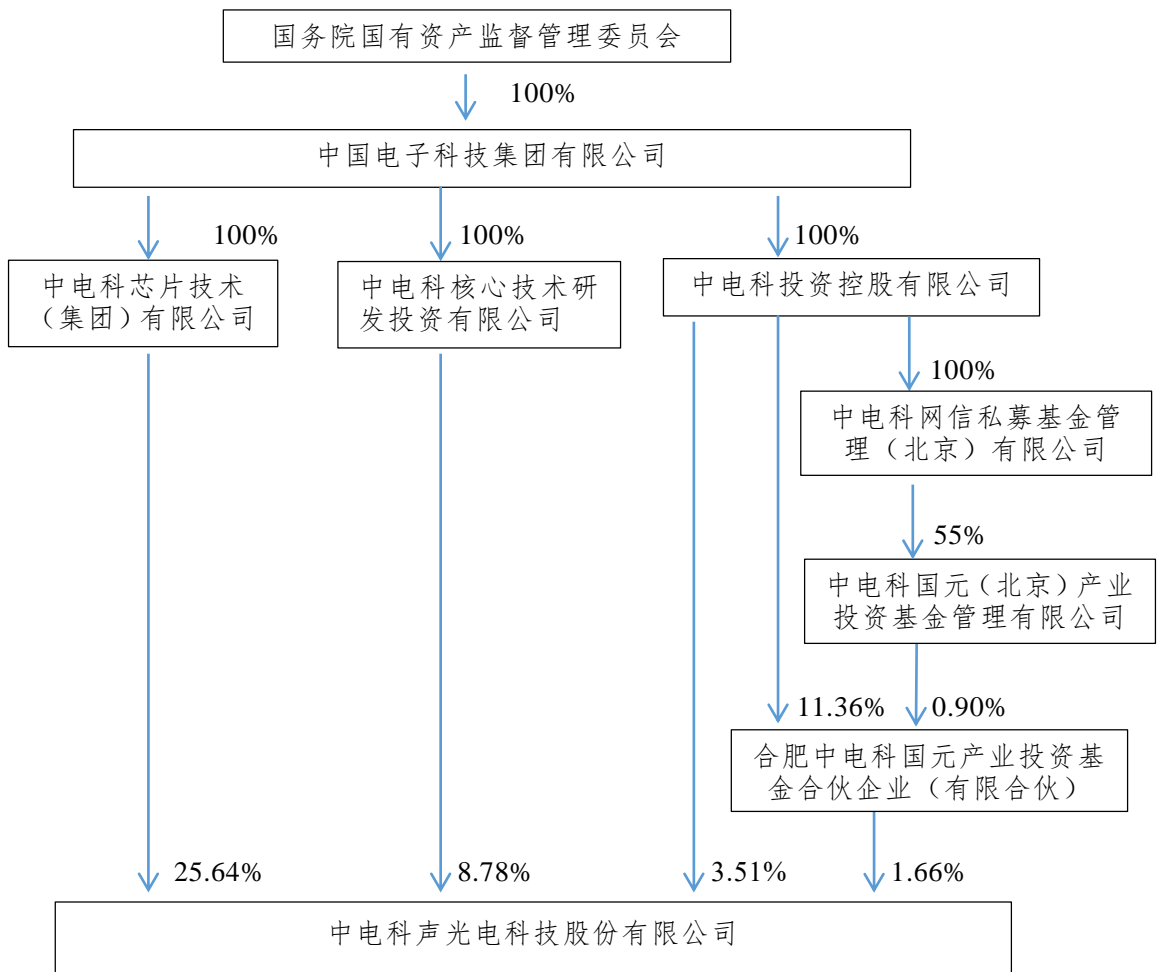 国务院国有资产监督管理委员会
100%
中国电子科技集团有限公司
100%
100%
100%
中电科芯片技术
（集团）有限公司
中电科核心技术研
发投资有限公司
中电科投资控股有限公司
100%
中电科网信私募基金管
理（北京）有限公司
55%
中电科国元（北京）产业
投资基金管理有限公司
11.36%
0.90%
合肥中电科国元产业投资基
金合伙企业（有限合伙）
25.64%
8.78%
3.51%
1.66%
中电科声光电科技股份有限公司